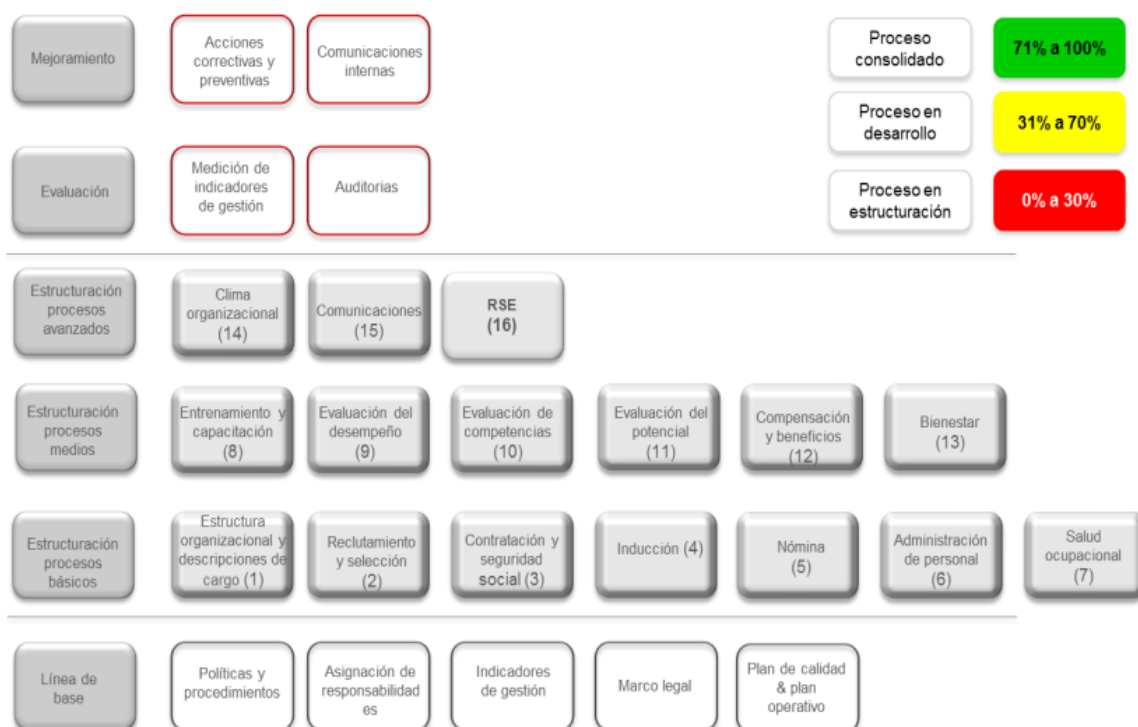 Mejoramiento
Acciones
correctivas y
preventivas
Comunicaciones
internas
Proceso
consolidado
71% a 100%
Proceso en
desarrollo
31% a 70%
Evaluación
Medición de
indicadores
de gestión
Auditorias
Proceso en
estructuración
0% a 30%
Estructuración
procesos
avanzados
Clima
organizacional
(14)
Comunicaciones
(15)
RSE
(16)
Estructuración
procesos
medios
Entrenamiento y
capacitación
(8)
Evaluación del
desempeño
(9)
Evaluación de
competencias
(10)
Evaluación del
potencial
(11)
Compensación
y beneficios
(12)
Bienestar
(13)
Estructuración
procesos
básicos
Estructura
organizacional y
descripciones de
cargo (1)
Reclutamiento
y selección
(2)
Contratación y
seguridad
social (3)
Inducción (4)
Nómina
(5)
Administración
de personal
(6)
Salud
ocupacional
(7)
Línea de
base
Políticas y
procedimientos
Asignación de
responsabilidad
es
Indicadores
de gestión
Marco legal
Plan de calidad
& plan
operativo